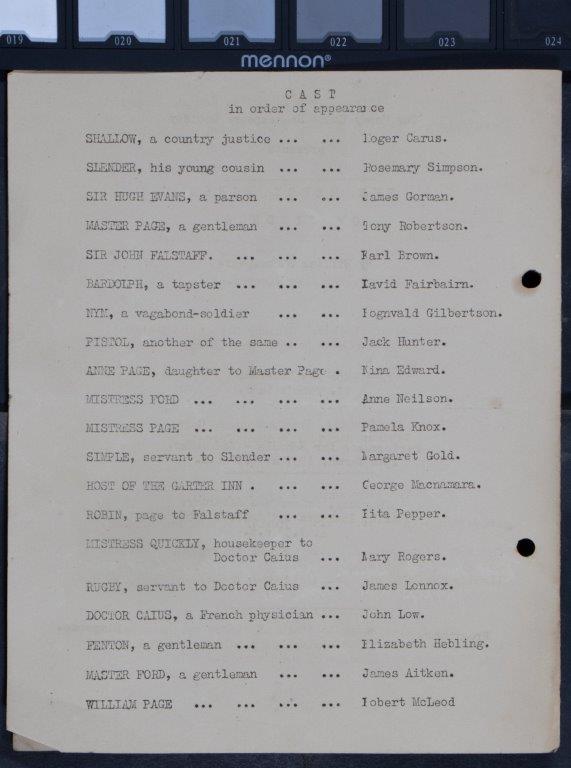 019 020 021 022 023 024
mennon®
CAST
in order of appearance
SHALLOW, a country justice ... ... Roger Carus.
SLENDER, his young cousin ... ... Rosemary Simpson.
SIR HUGH EVANS, a parson ... ... James Gorman.
MASTER PAGE, a gentleman ... ... Tony Robertson.
SIR JOHN FALSTAFF. ... ... ... Karl Brown.
BARDOLPH, a tapster ... ... ... David Fairbairn.
NYM, a vagabond-soldier ... ... Rognvald Gilbertson.
PISTOL, another of the same .. ... Jack Hunter.
ANNE PAGE, daughter to Master Page . Nina Edward.
MISTRESS FORD ... ... ... ... Anne Neilson.
MISTRESS PAGE ... ... ... ... Pamela Knox.
SIMPLE, servant to Slender ... ... Margaret Gold.
HOST OF THE GARTER INN . ... ... George Macnamara.
ROBIN, page to Falstaff ... ... Rita Pepper.
MISTRESS QUICKLY, housekeeper to
Doctor Caius ... Mary Rogers.
RUGBY, servant to Doctor Caius ... James Lennox.
DOCTOR CAIUS, a French physician ... John Low.
FENTON, a gentleman ... ... ... Elizabeth Hebling.
MASTER FORD, a gentleman ... ... James Aitken.
WILLIAM PAGE ... ... ... ... Robert McLeod